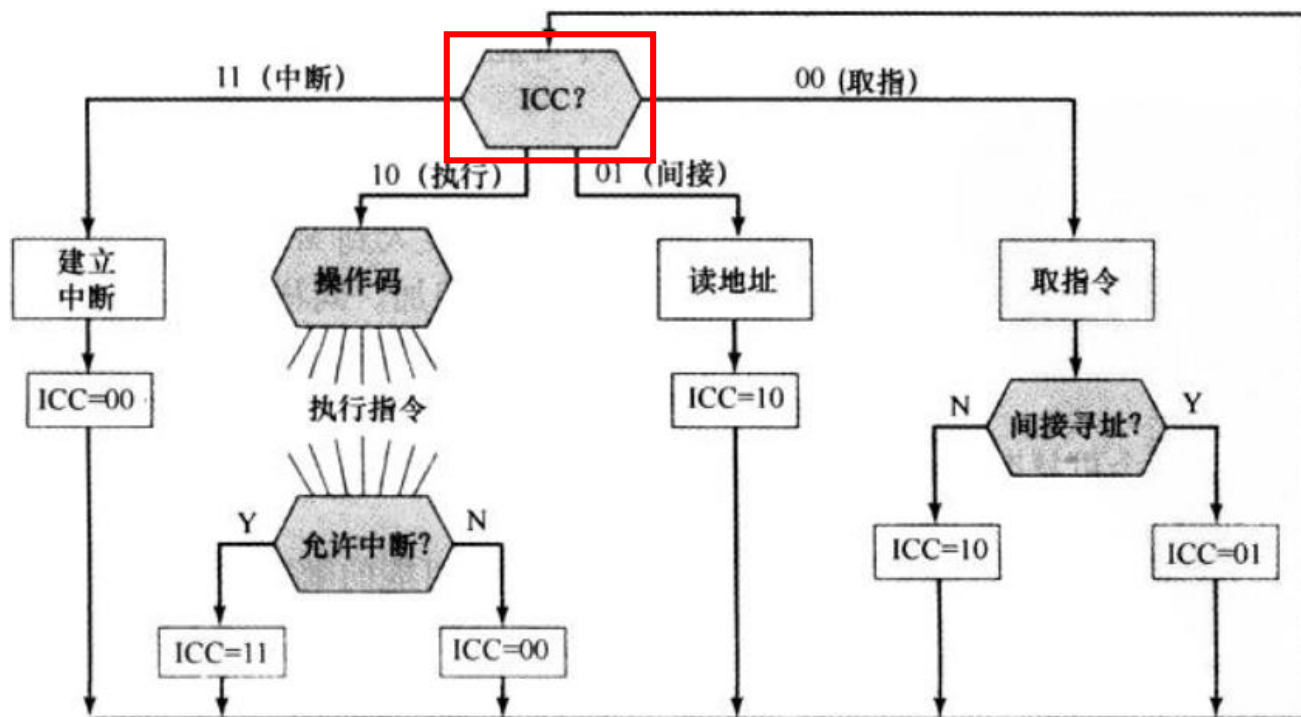 ICC?
11 (中断)
00 (取指)
10 (执行)
01 (间接)
建立
中断
操作码
读地址
取指令
ICC=00
执行指令
ICC=10
间接寻址?
N
Y
允许中断?
Y
N
ICC=10
ICC=01
ICC=11
ICC=00